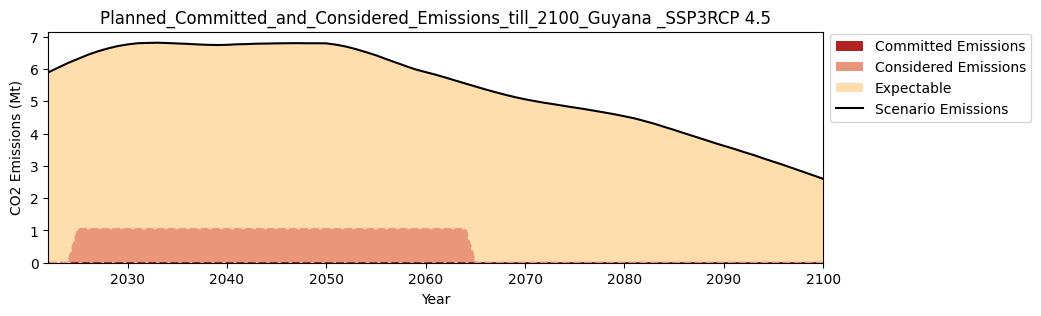 Planned_Committed_and_Considered_Emissions_till_2100_Guyana _SSP3RCP 4.5
CO2 Emissions (Mt)
7
6
5
4
3
2
1
0
2030 2040 2050 2060 2070 2080 2090 2100
Year
Committed Emissions
Considered Emissions
Expectable
Scenario Emissions